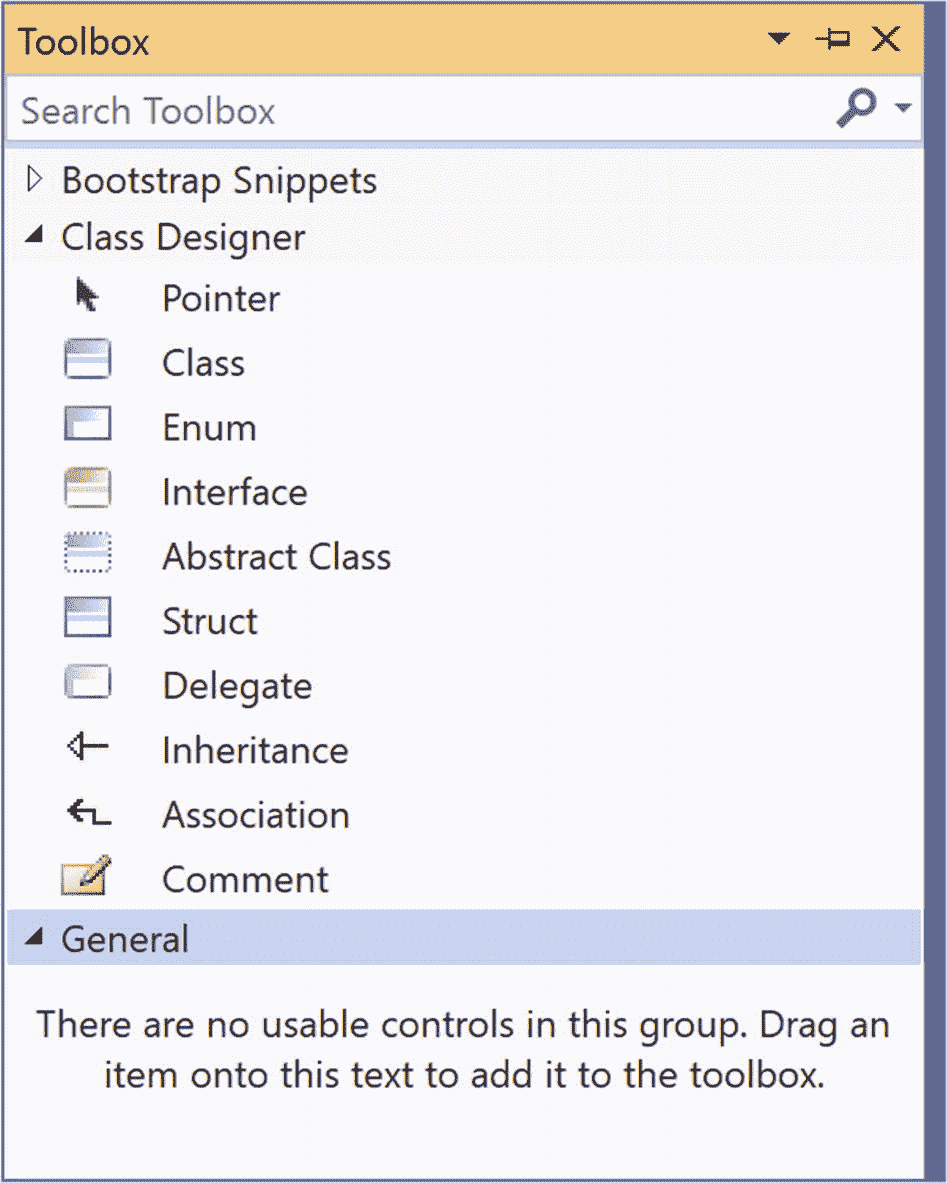 Toolbox
Search Toolbox
Bootstrap Snippets
Class Designer
Pointer
Class
Enum
Interface
Abstract Class
Struct
Delegate
Inheritance
Association
Comment
General
There are no usable controls in this group. Drag an
item onto this text to add it to the toolbox.